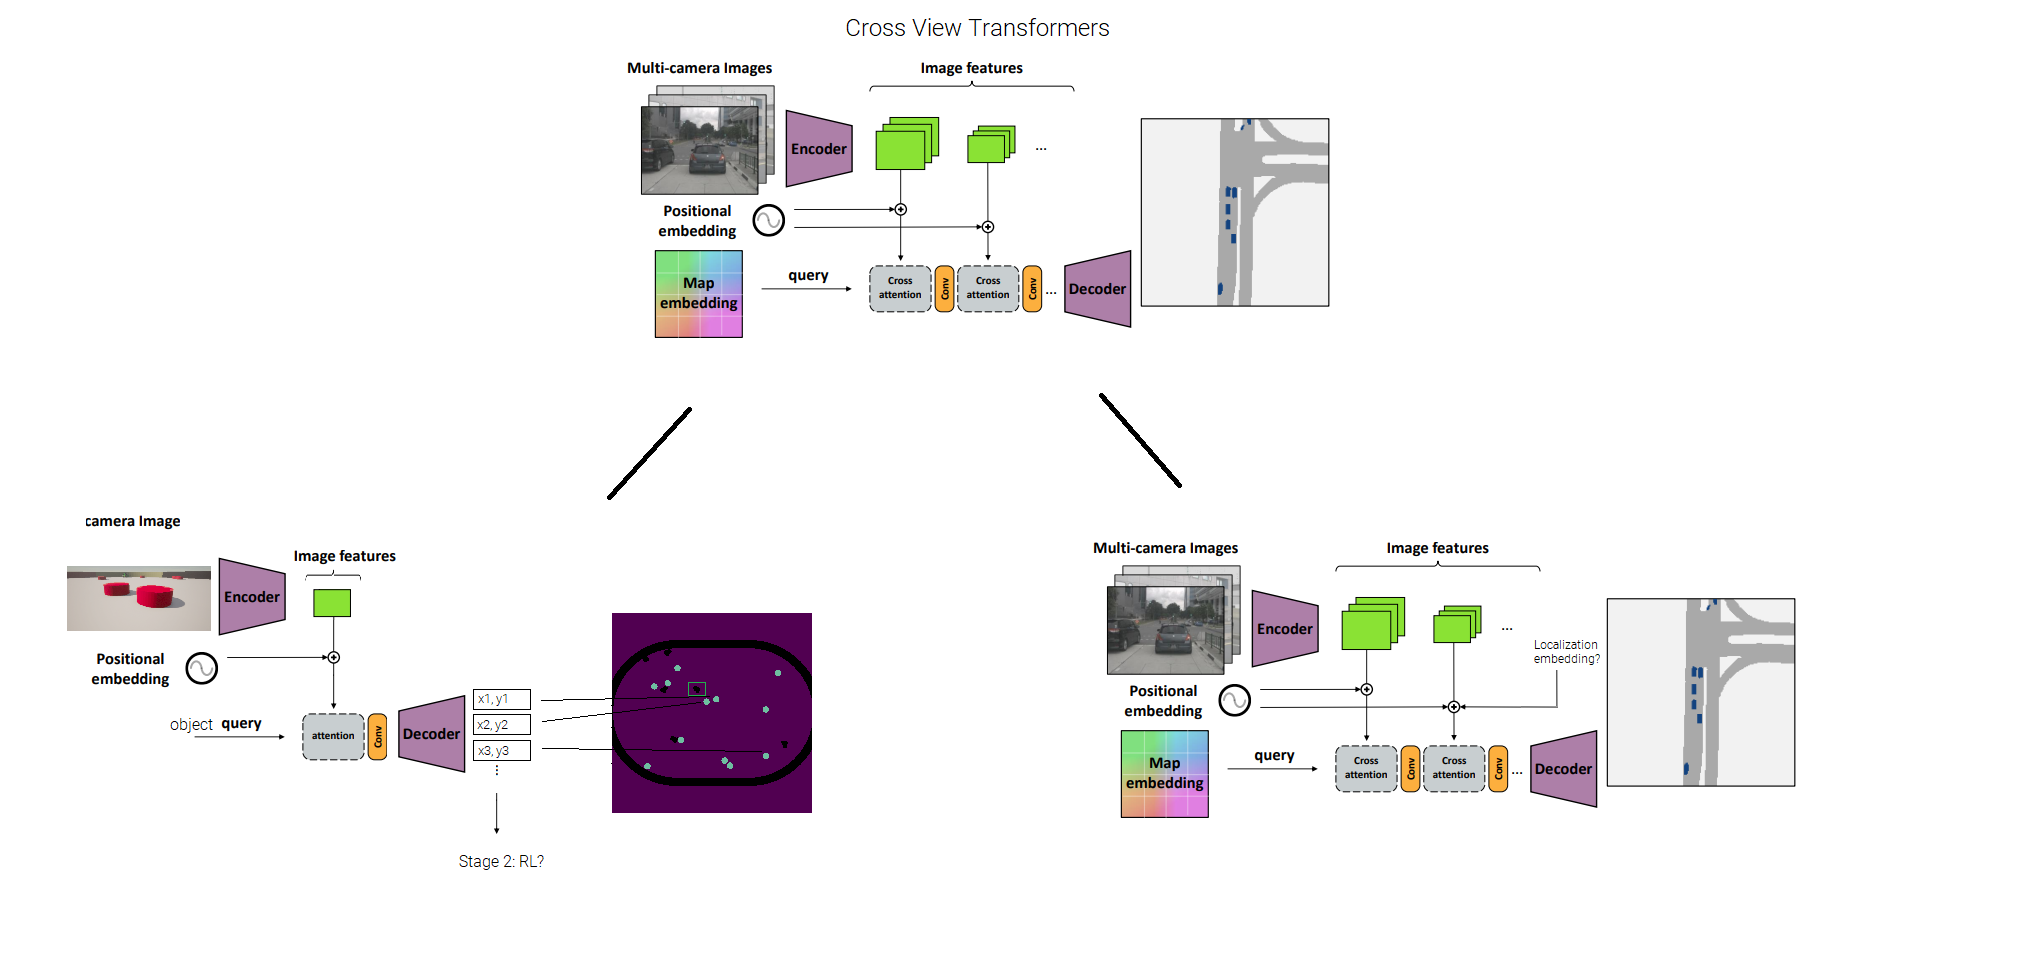 Cross View Transformers
Multi-camera Images
Image features
Encoder
...
Positional
embedding
Map
embedding
query
Cross
attention
Conv
Cross
attention
Conv
...
Decoder
camera Image
Image features
Encoder
Positional
embedding
object query
attention
Conv
Decoder
x1, y1
x2, y2
x3, y3
Stage 2: RL?
Multi-camera Images
Image features
Encoder
...
Localization
embedding?
Positional
embedding
Map
embedding
query
Cross
attention
Conv
Cross
attention
Conv
...
Decoder